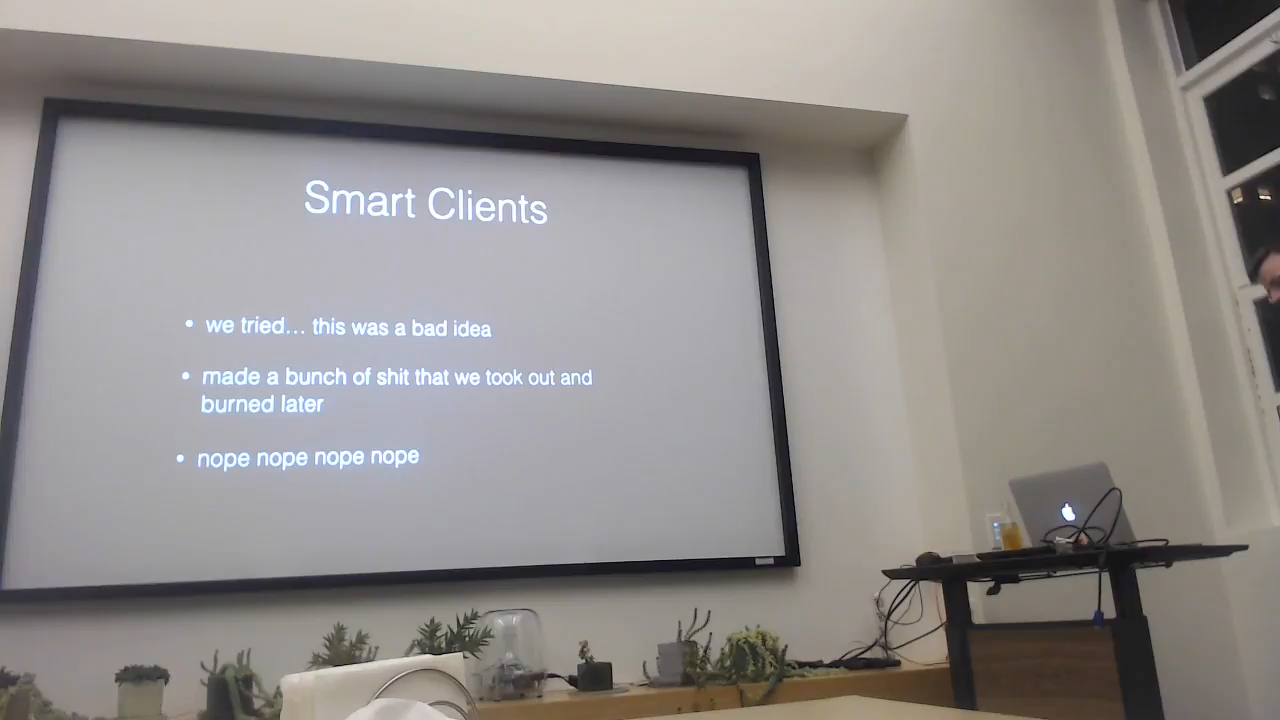 Smart Clients
• we tried… this was a bad idea
• made a bunch of shit that we took out and
burned later
• nope nope nope nope